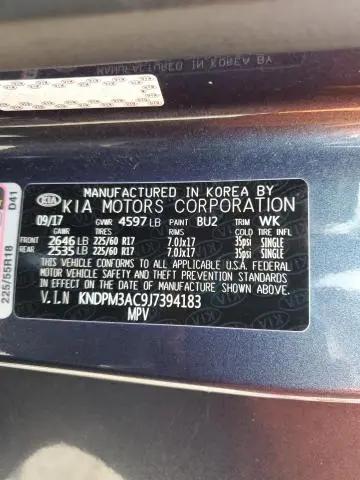 MANUFACTURED IN KOREA BY
KIA KIA MOTORS CORPORATION
09/17 GVWR 4597 LB PAINT BU2 TRIM WK
TIRES RIMS COLD TIRE INFL
FRONT 2646 LB 225/60 R17 7.0Jx17 35psi SINGLE
REAR 2535 LB 225/60 R17 7.0Jx17 35psi SINGLE
THIS VEHICLE CONFORMS TO ALL APPLICABLE U.S.A. FEDERAL
MOTOR VEHICLE SAFETY AND THEFT PREVENTION STANDARDS
IN EFFECT ON THE DATE OF MANUFACTURE SHOWN ABOVE.
V.I.N KNDPM3AC9J7394183
MPV
225/55R18
D41